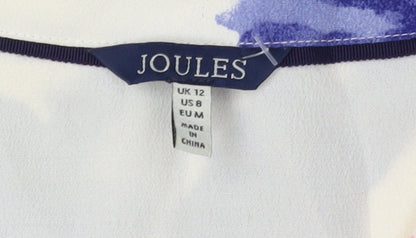 JOULES
UK 12
US 8
EU M
MADE
IN
CHINA